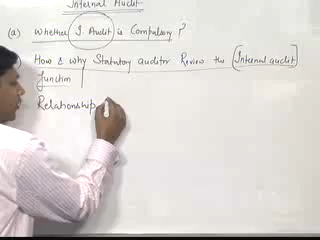 Internal Audit
(a) Whether I. Audit is Compulsory ?
How & why Statutory auditor Review the Internal audit
Function
Relationship